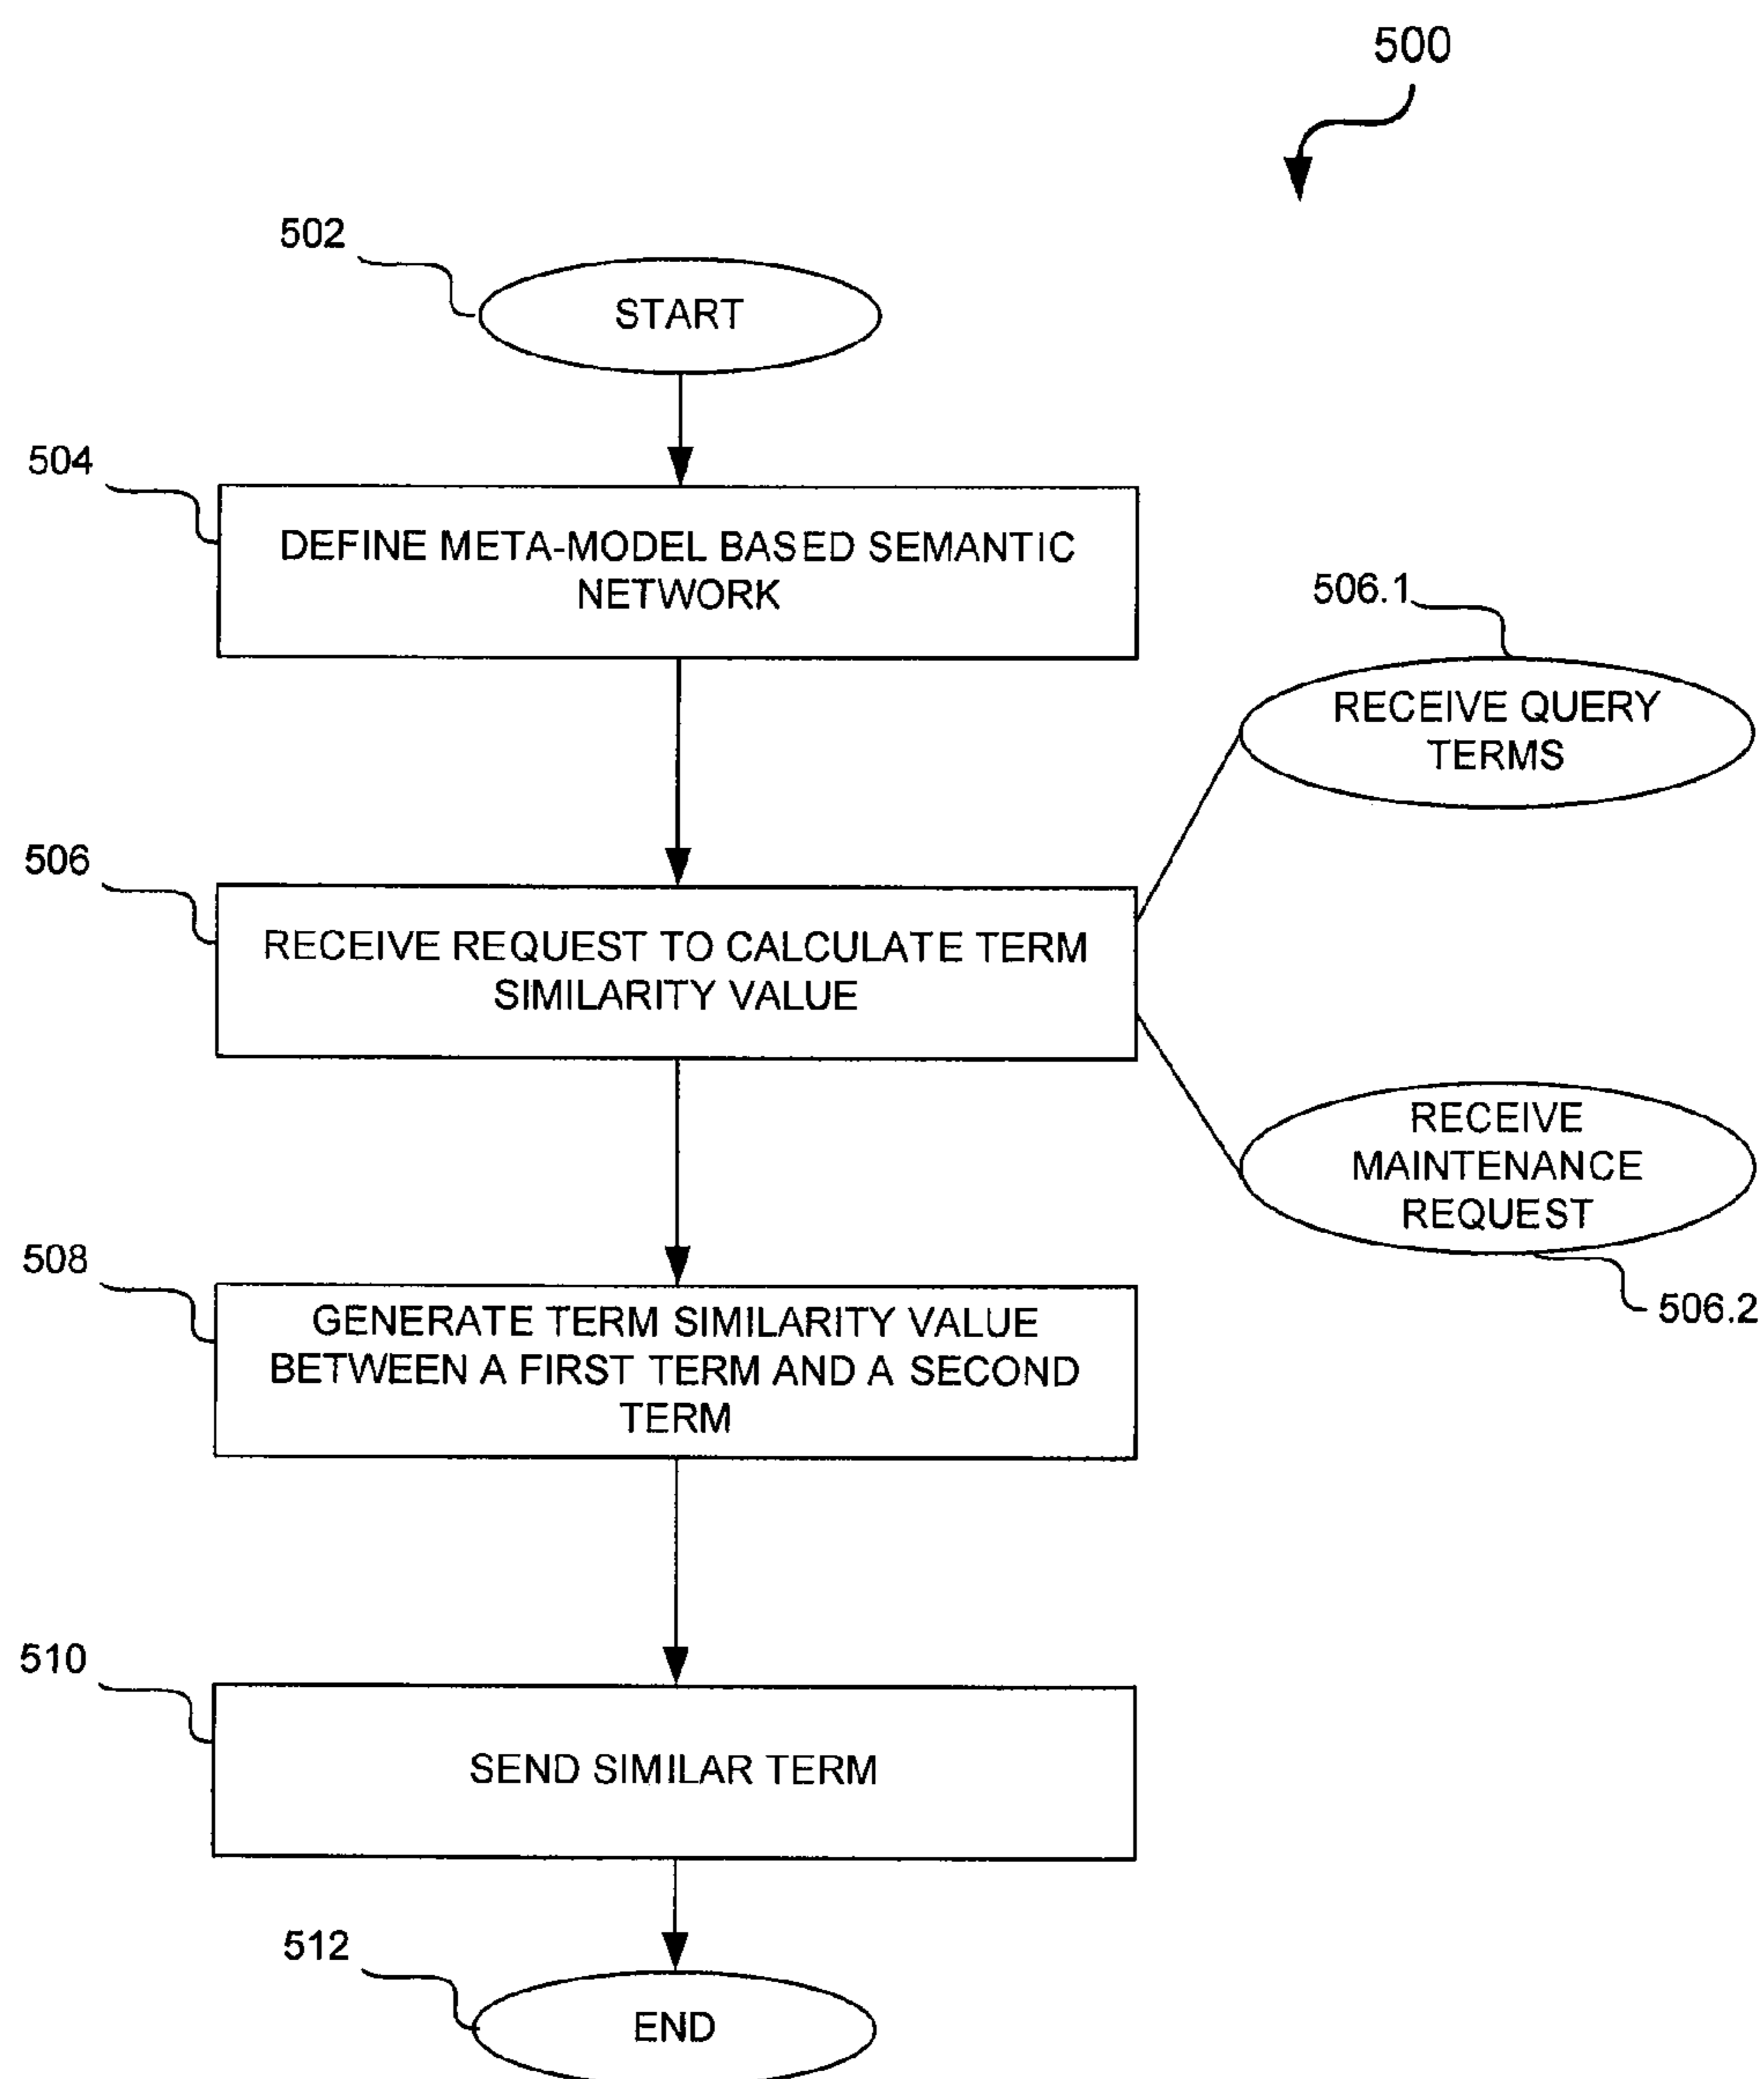 500
502
START
504
DEFINE META-MODEL BASED SEMANTIC
NETWORK
506.1
RECEIVE QUERY
TERMS
506
RECEIVE REQUEST TO CALCULATE TERM
SIMILARITY VALUE
RECEIVE
MAINTENANCE
REQUEST
506.2
508
GENERATE TERM SIMILARITY VALUE
BETWEEN A FIRST TERM AND A SECOND
TERM
510
SEND SIMILAR TERM
512
END